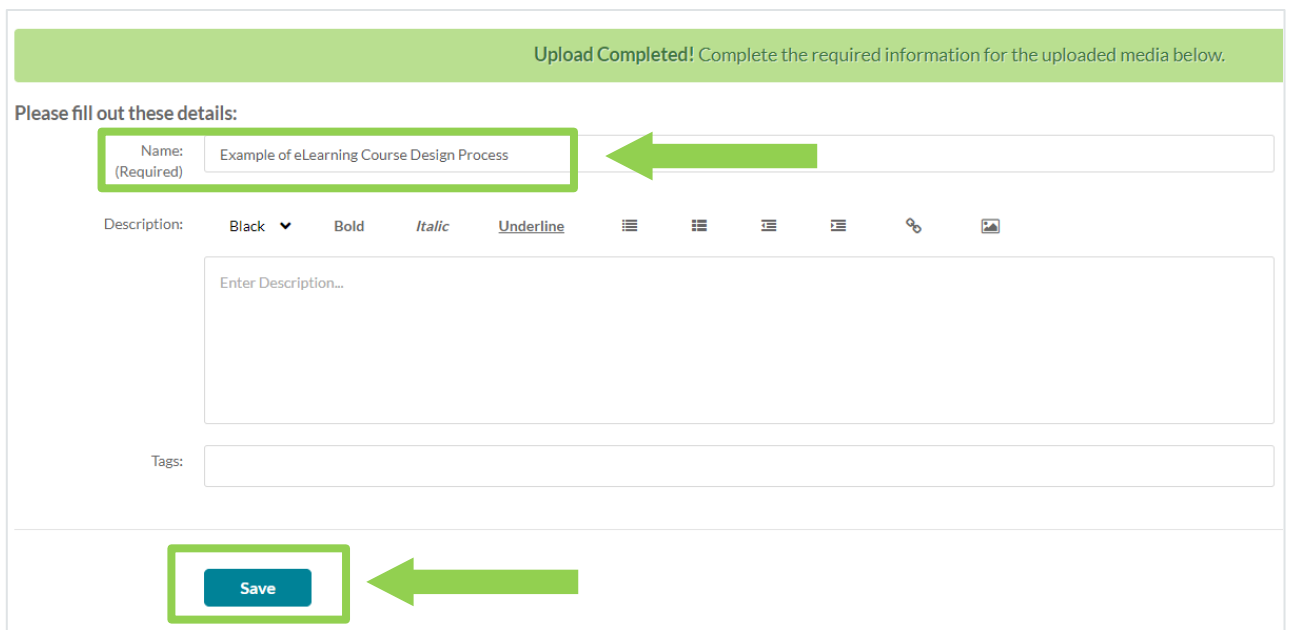 Upload Completed! Complete the required information for the uploaded media below.
Please fill out these details:
Name:
(Required)
Example of eLearning Course Design Process
Description:
Black Bold Italic Underline
Enter Description...
Tags:
Save